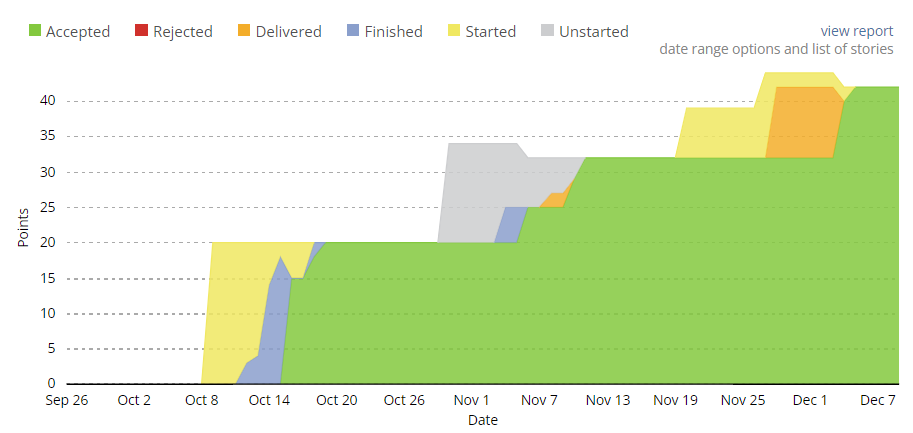 Accepted Rejected Delivered Finished Started Unstarted
view report
date range options and list of stories
40
35
30
25
20
15
10
5
0
Points
Sep 26 Oct 2 Oct 8 Oct 14 Oct 20 Oct 26 Nov 1 Nov 7 Nov 13 Nov 19 Nov 25 Dec 1 Dec 7
Date